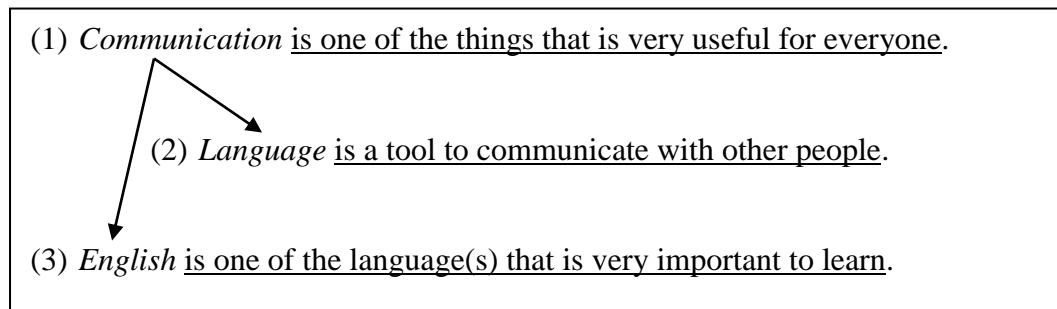 (1) Communication is one of the things that is very useful for everyone.
(2) Language is a tool to communicate with other people.
(3) English is one of the language(s) that is very important to learn.